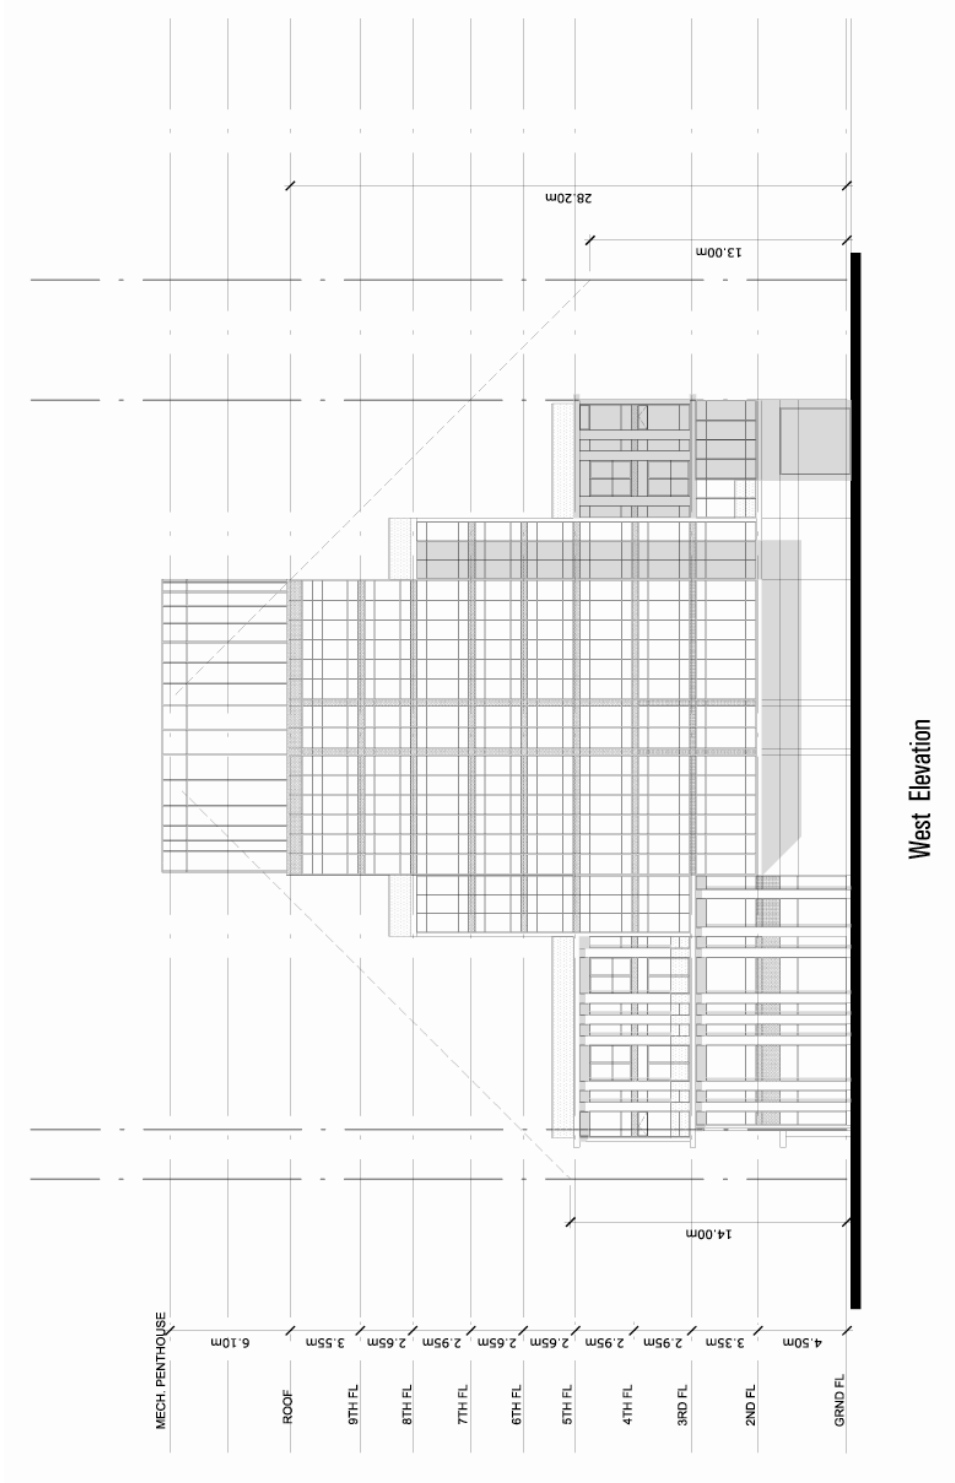 MECH. PENTHOUSE
ROOF
9TH FL
8TH FL
7TH FL
6TH FL
5TH FL
4TH FL
3RD FL
2ND FL
GRND FL
6.10m
3.55m
2.65m
2.95m
2.65m
2.65m
2.95m
2.95m
3.35m
4.50m
14.00m
13.00m
28.20m
West Elevation